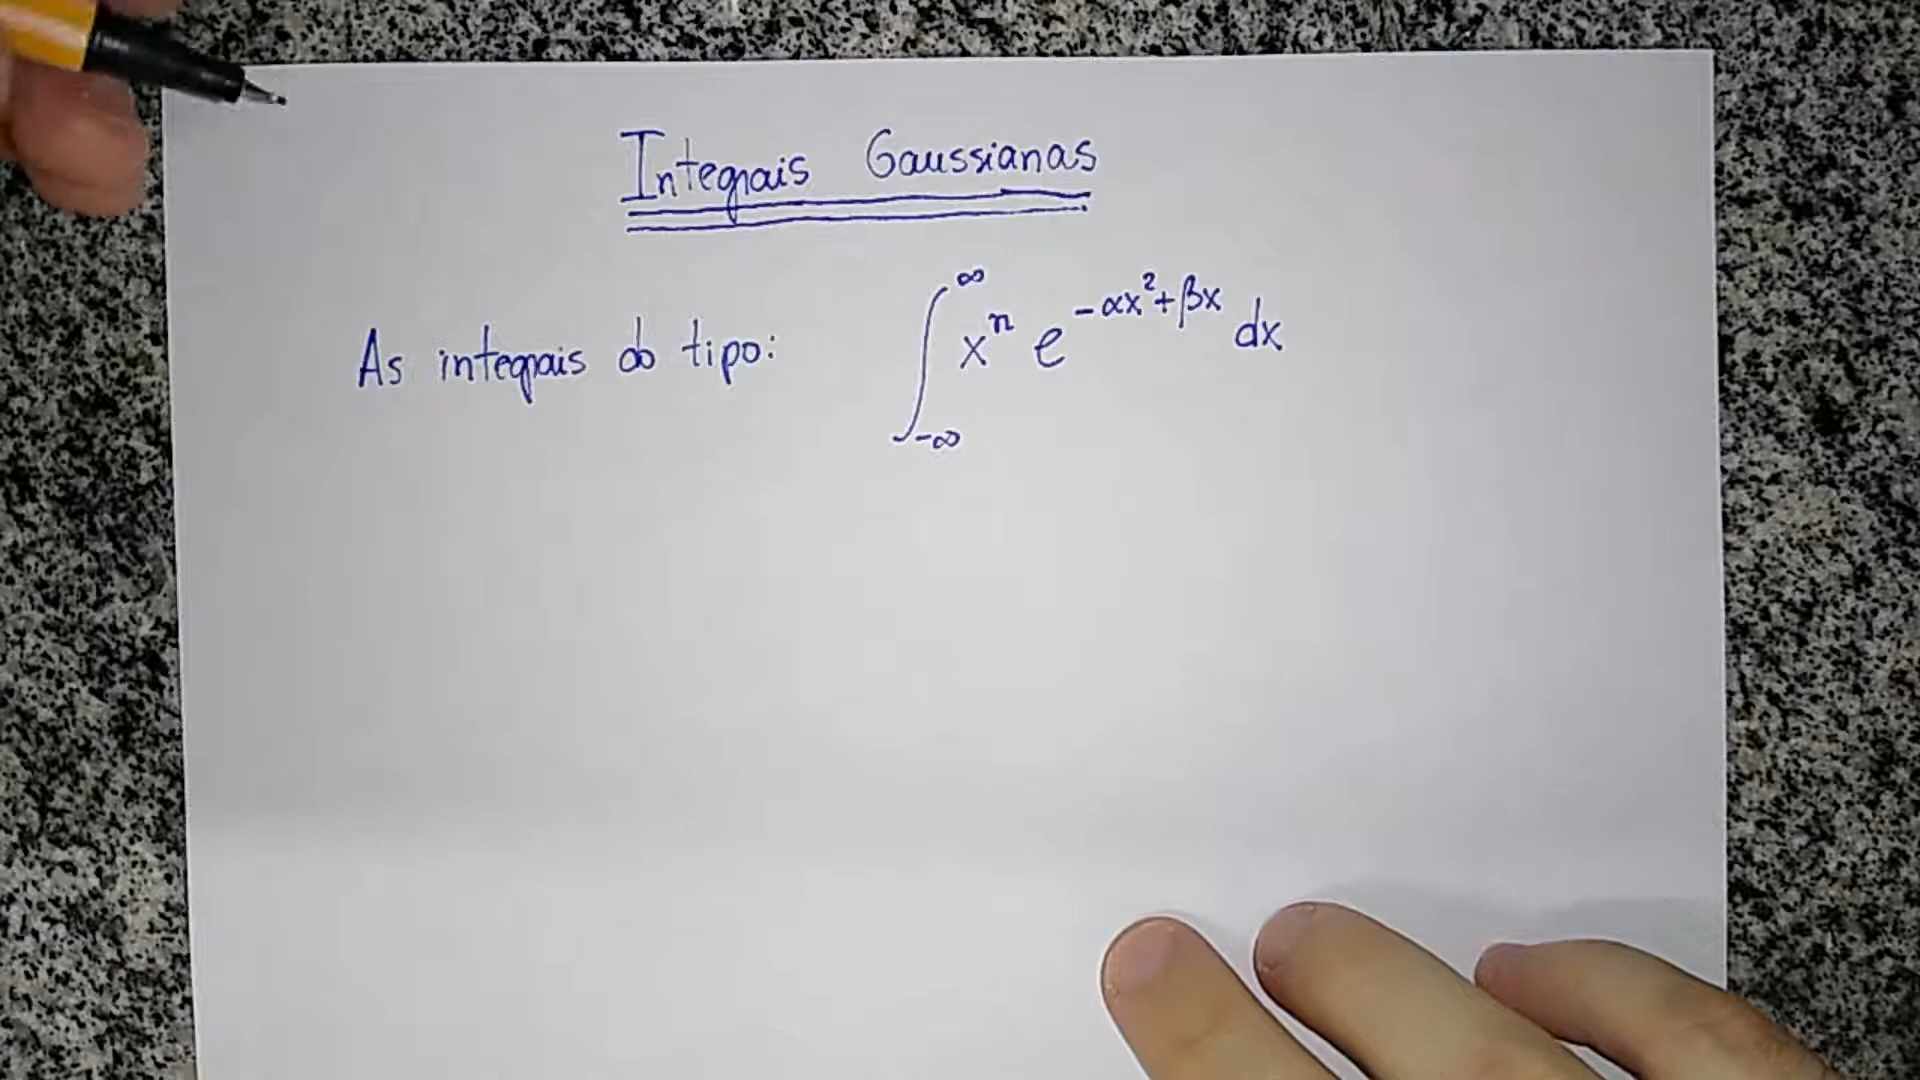 Integrais Gaussianas
As integrais do tipo: ∫_{-∞}^{∞} x^n e^{-αx²+βx} dx